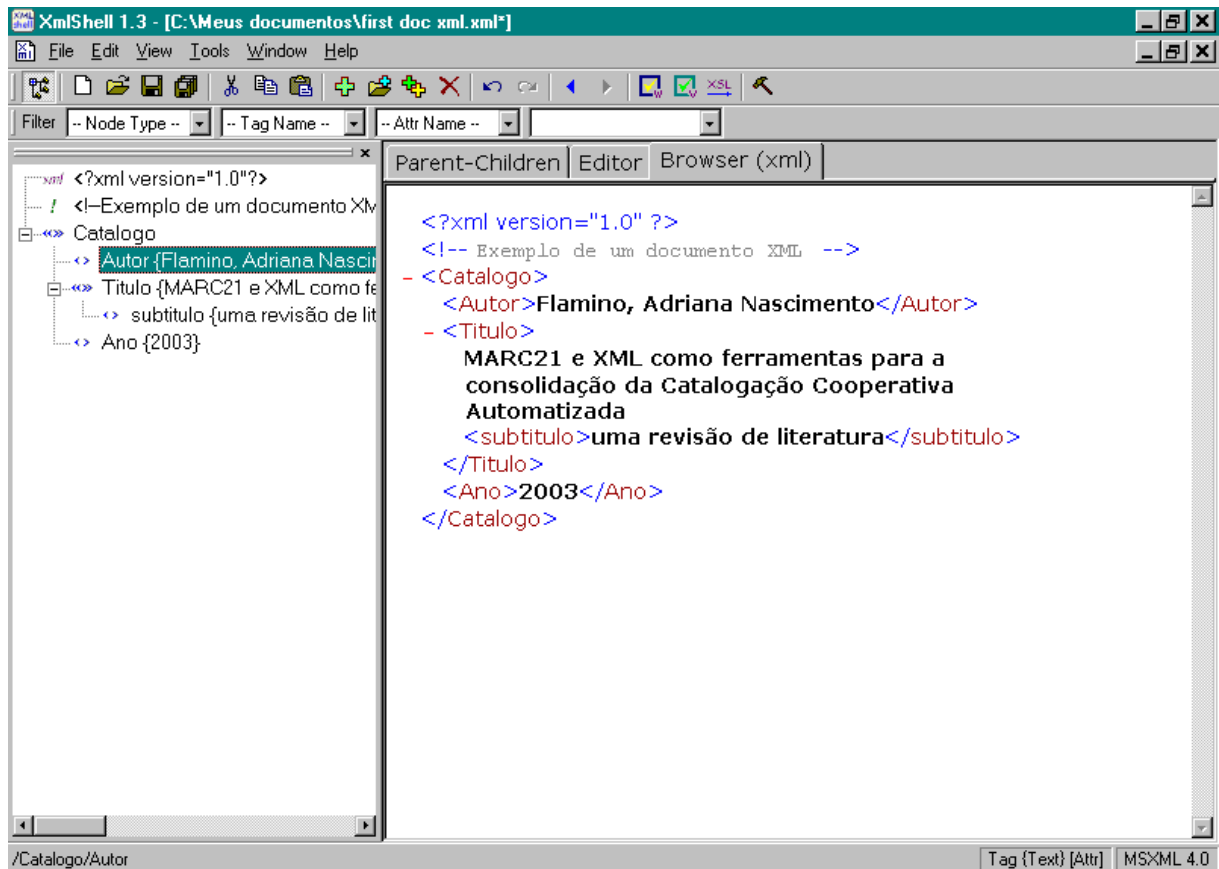 XmlShell 1.3 - [C:\Meus documentos\first doc xml.xml*]
File Edit View Tools Window Help
Filter -- Node Type -- -- Tag Name -- -- Attr Name --
xml <?xml version="1.0"?>
! <!--Exemplo de um documento XM
Catalogo
Autor {Flamino, Adriana Nascin
Titulo {MARC21 e XML como fe
subtitulo {uma revisão de lit
Ano {2003}
Parent-Children Editor Browser (xml)
<?xml version="1.0" ?>
<!-- Exemplo de um documento XML -->
- <Catalogo>
<Autor>Flamino, Adriana Nascimento</Autor>
- <Titulo>
MARC21 e XML como ferramentas para a
consolidação da Catalogação Cooperativa
Automatizada
<subtitulo>uma revisão de literatura</subtitulo>
</Titulo>
<Ano>2003</Ano>
</Catalogo>
/Catalogo/Autor Tag {Text} [Attr] MSXML 4.0